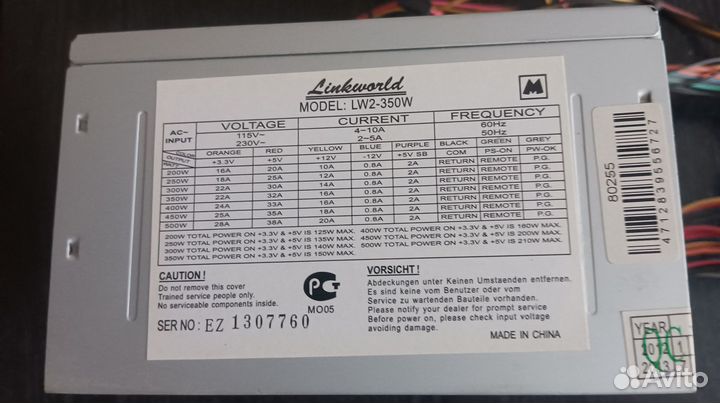 Linkworld
MODEL: LW2-350W
M
AC~ INPUT VOLTAGE CURRENT FREQUENCY
115V~ 4~10A 60Hz
230V~ 2~5A 50Hz
COLOR ORANGE RED YELLOW BLUE PURPLE BLACK GREEN GREY
OUTPUT WATT +3.3V +5V +12V -12V +5V SB COM PS-ON PW-OK
200W 16A 20A 10A 0.8A 2A RETURN REMOTE P.G.
250W 18A 25A 12A 0.8A 2A RETURN REMOTE P.G.
300W 22A 30A 14A 0.8A 2A RETURN REMOTE P.G.
350W 22A 32A 16A 0.8A 2A RETURN REMOTE P.G.
400W 24A 33A 16A 0.8A 2A RETURN REMOTE P.G.
450W 25A 35A 18A 0.8A 2A RETURN REMOTE P.G.
500W 28A 38A 20A 0.8A 2A RETURN REMOTE P.G.
200W TOTAL POWER ON +3.3V & +5V IS 125W MAX. 400W TOTAL POWER ON +3.3V & +5V IS 160W MAX.
250W TOTAL POWER ON +3.3V & +5V IS 135W MAX. 450W TOTAL POWER ON +3.3V & +5V IS 200W MAX.
300W TOTAL POWER ON +3.3V & +5V IS 140W MAX. 500W TOTAL POWER ON +3.3V & +5V IS 210W MAX.
350W TOTAL POWER ON +3.3V & +5V IS 150W MAX.
CAUTION !
Do not remove this cover
Trained service people only.
No serviceable components inside.
SER NO: EZ 1307760
РСТ
МО05
VORSICHT!
Abdeckungen unter Keinen Umstaenden entfernen.
Es sind keine vom Benutzer oder vom
Service zu wartenden Bauteile vorhanden.
Please notify your dealer for prompt service
Before power on, please check input voltage
avoiding damage.
MADE IN CHINA
80255
4712839556727
YEAR
QC
Avito